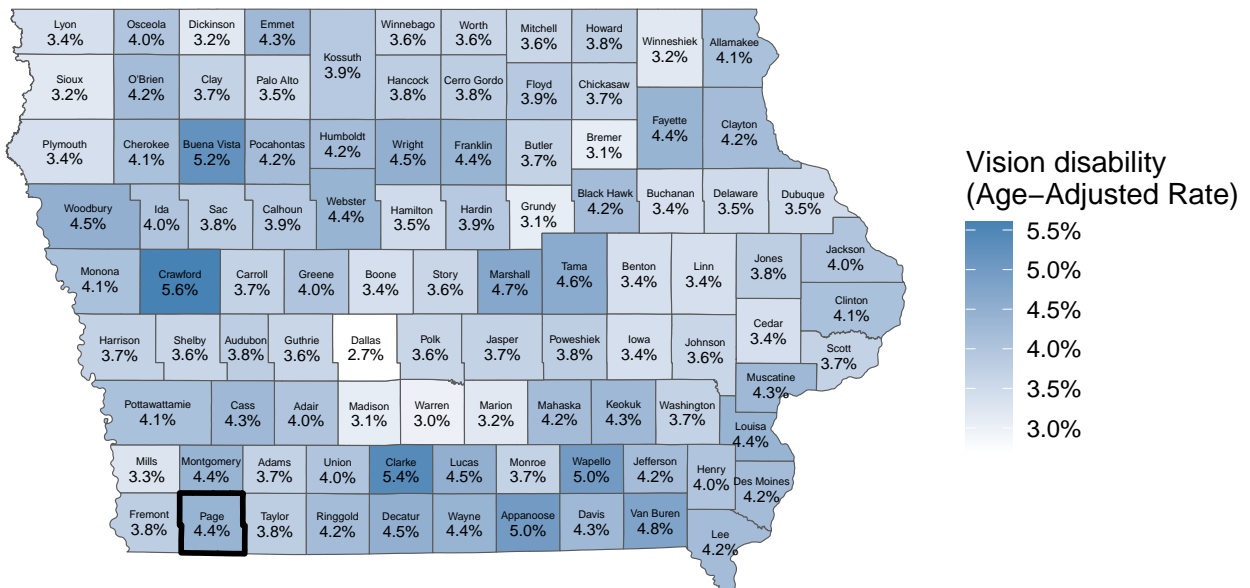 Lyon
3.4%
Osceola
4.0%
Dickinson
3.2%
Emmet
4.3%
Kossuth
3.9%
Winnebago
3.6%
Worth
3.6%
Mitchell
3.6%
Howard
3.8%
Winneshiek
3.2%
Allamakee
4.1%
Sioux
3.2%
O'Brien
4.2%
Clay
3.7%
Palo Alto
3.5%
Hancock
3.8%
Cerro Gordo
3.8%
Floyd
3.9%
Chickasaw
3.7%
Fayette
4.4%
Clayton
4.2%
Plymouth
3.4%
Cherokee
4.1%
Buena Vista
5.2%
Pocahontas
4.2%
Humboldt
4.2%
Wright
4.5%
Franklin
4.4%
Butler
3.7%
Bremer
3.1%
Woodbury
4.5%
Ida
4.0%
Sac
3.8%
Calhoun
3.9%
Webster
4.4%
Hamilton
3.5%
Hardin
3.9%
Grundy
3.1%
Black Hawk
4.2%
Buchanan
3.4%
Delaware
3.5%
Dubuque
3.5%
Monona
4.1%
Crawford
5.6%
Carroll
3.7%
Greene
4.0%
Boone
3.4%
Story
3.6%
Marshall
4.7%
Tama
4.6%
Benton
3.4%
Linn
3.4%
Jones
3.8%
Jackson
4.0%
Clinton
4.1%
Harrison
3.7%
Shelby
3.6%
Audubon
3.8%
Guthrie
3.6%
Dallas
2.7%
Polk
3.6%
Jasper
3.7%
Poweshiek
3.8%
Iowa
3.4%
Johnson
3.6%
Cedar
3.4%
Scott
3.7%
Muscatine
4.3%
Pottawattamie
4.1%
Cass
4.3%
Adair
4.0%
Madison
3.1%
Warren
3.0%
Marion
3.2%
Mahaska
4.2%
Keokuk
4.3%
Washington
3.7%
Louisa
4.4%
Mills
3.3%
Montgomery
4.4%
Adams
3.7%
Union
4.0%
Clarke
5.4%
Lucas
4.5%
Monroe
3.7%
Wapello
5.0%
Jefferson
4.2%
Henry
4.0%
Des Moines
4.2%
Fremont
3.8%
Page
4.4%
Taylor
3.8%
Ringgold
4.2%
Decatur
4.5%
Wayne
4.4%
Appanoose
5.0%
Davis
4.3%
Van Buren
4.8%
Lee
4.2%
Vision disability
(Age−Adjusted Rate)
5.5%
5.0%
4.5%
4.0%
3.5%
3.0%